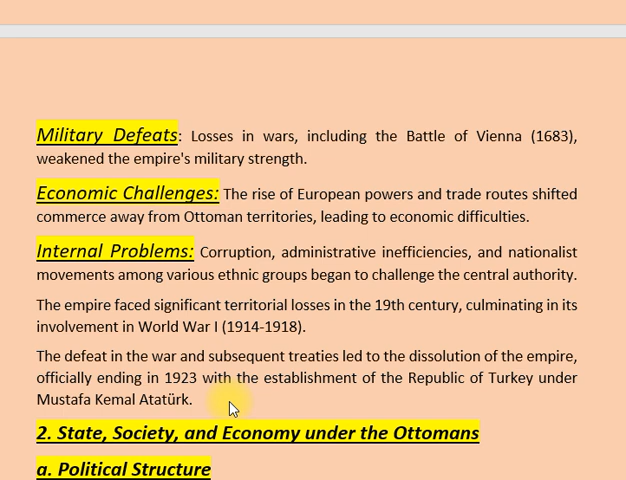 Military Defeats: Losses in wars, including the Battle of Vienna (1683),
weakened the empire's military strength.
Economic Challenges: The rise of European powers and trade routes shifted
commerce away from Ottoman territories, leading to economic difficulties.
Internal Problems: Corruption, administrative inefficiencies, and nationalist
movements among various ethnic groups began to challenge the central authority.
The empire faced significant territorial losses in the 19th century, culminating in its
involvement in World War I (1914-1918).
The defeat in the war and subsequent treaties led to the dissolution of the empire,
officially ending in 1923 with the establishment of the Republic of Turkey under
Mustafa Kemal Atatürk.
2. State, Society, and Economy under the Ottomans
a. Political Structure